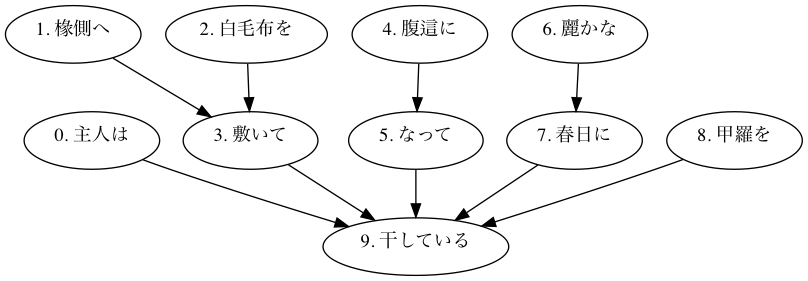 1. 椽側へ
2. 白毛布を
4. 腹這に
6. 麗かな
0. 主人は
3. 敷いて
5. なって
7. 春日に
8. 甲羅を
9. 干している